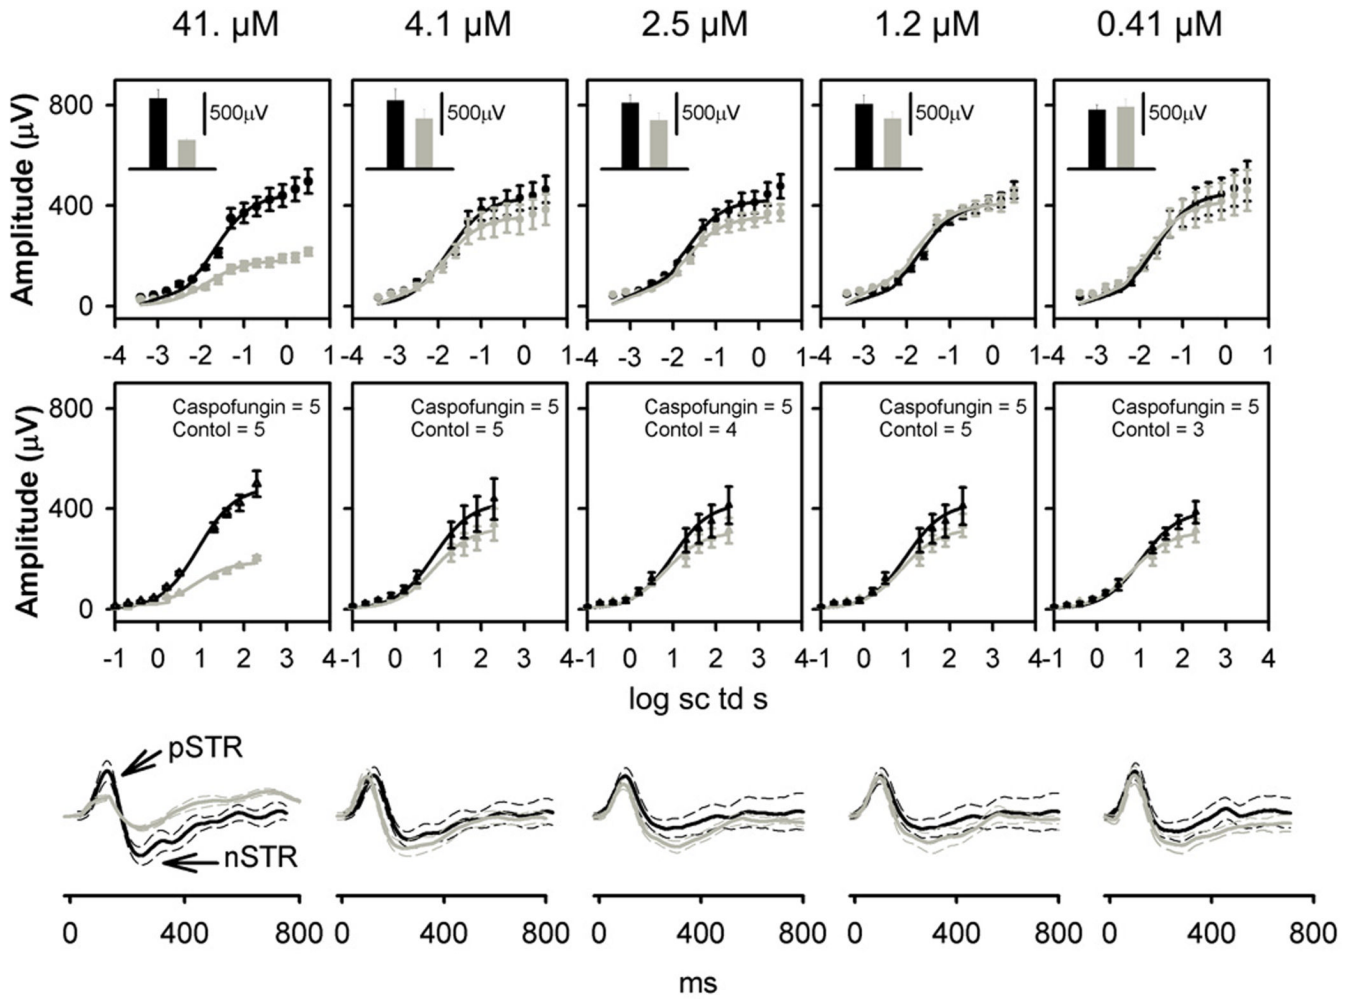 41. µM 4.1 µM 2.5 µM 1.2 µM 0.41 µM
Amplitude (µV)
800
400
0
500µV 500µV 500µV 500µV 500µV
-4 -3 -2 -1 0 1-4 -3 -2 -1 0 1-4 -3 -2 -1 0 1-4 -3 -2 -1 0 1-4 -3 -2 -1 0 1
Amplitude (µV)
800
400
0
Caspofungin = 5 Caspofungin = 5 Caspofungin = 5 Caspofungin = 5 Caspofungin = 5
Contol = 5 Contol = 5 Contol = 4 Contol = 5 Contol = 3
-1 0 1 2 3 4-1 0 1 2 3 4-1 0 1 2 3 4-1 0 1 2 3 4-1 0 1 2 3 4
log sc td s
pSTR
nSTR
0 400 800 0 400 800 0 400 800 0 400 800 0 400 800
ms